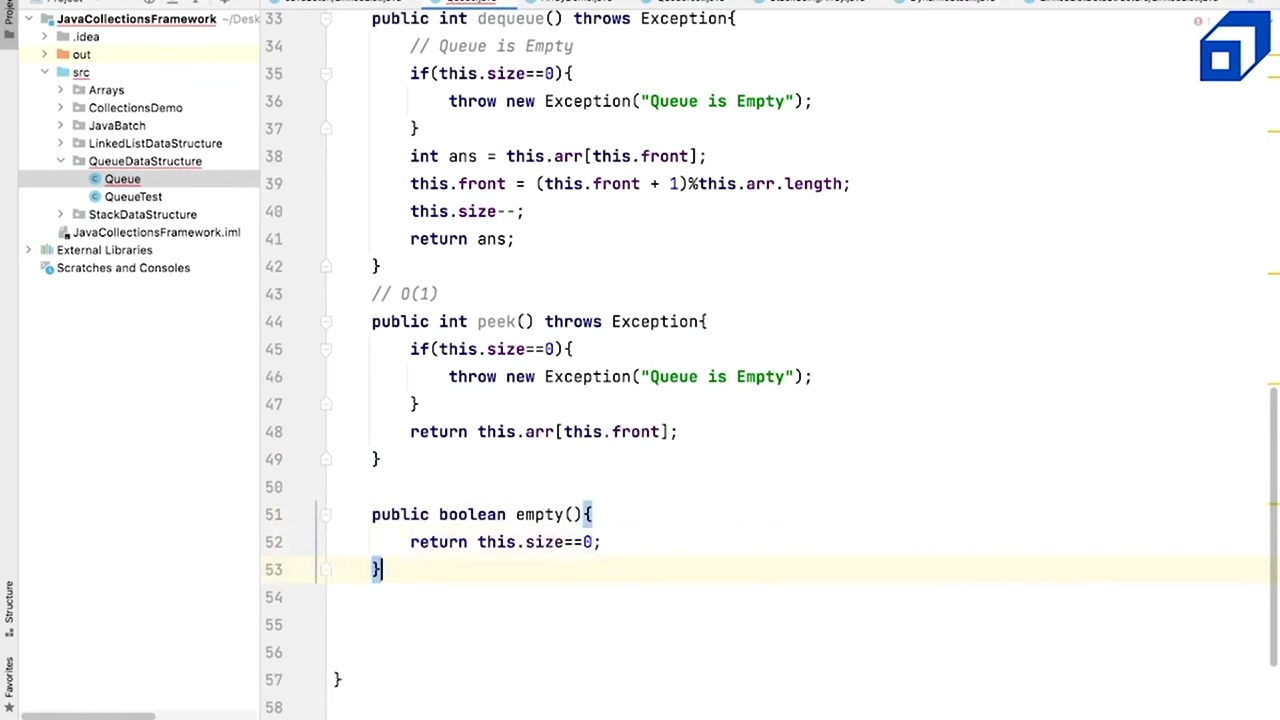 JavaCollectionsFramework ~/Desk
.idea
out
src
Arrays
CollectionsDemo
JavaBatch
LinkedListDataStructure
QueueDataStructure
Queue
QueueTest
StackDataStructure
JavaCollectionsFramework.iml
External Libraries
Scratches and Consoles
Structure
Favorites
33 public int dequeue() throws Exception{
34 // Queue is Empty
35 if(this.size==0){
36 throw new Exception("Queue is Empty");
37 }
38 int ans = this.arr[this.front];
39 this.front = (this.front + 1)%this.arr.length;
40 this.size--;
41 return ans;
42 }
43 // O(1)
44 public int peek() throws Exception{
45 if(this.size==0){
46 throw new Exception("Queue is Empty");
47 }
48 return this.arr[this.front];
49 }
50
51 public boolean empty(){
52 return this.size==0;
53 }
54
55
56
57 }
58